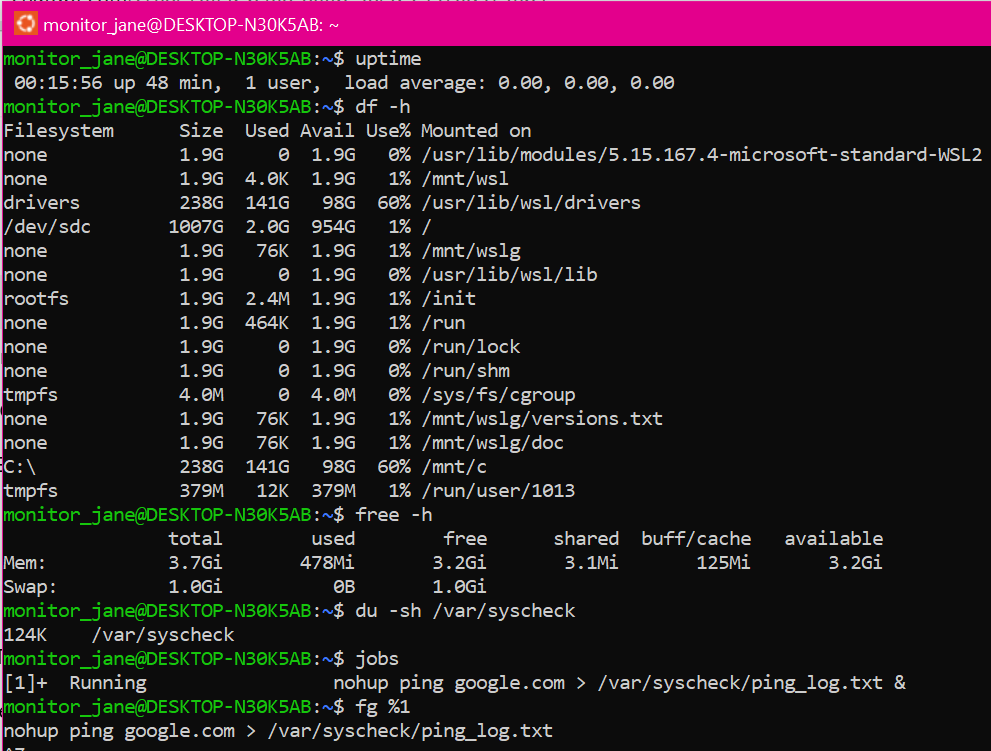 monitor_jane@DESKTOP-N30K5AB: ~
monitor_jane@DESKTOP-N30K5AB:~$ uptime
 00:15:56 up 48 min,  1 user,  load average: 0.00, 0.00, 0.00
monitor_jane@DESKTOP-N30K5AB:~$ df -h
Filesystem      Size  Used Avail Use% Mounted on
none            1.9G     0  1.9G   0% /usr/lib/modules/5.15.167.4-microsoft-standard-WSL2
none            1.9G  4.0K  1.9G   1% /mnt/wsl
drivers         238G  141G   98G  60% /usr/lib/wsl/drivers
/dev/sdc       1007G  2.0G  954G   1% /
none            1.9G   76K  1.9G   1% /mnt/wslg
none            1.9G     0  1.9G   0% /usr/lib/wsl/lib
rootfs          1.9G  2.4M  1.9G   1% /init
none            1.9G  464K  1.9G   1% /run
none            1.9G     0  1.9G   0% /run/lock
none            1.9G     0  1.9G   0% /run/shm
tmpfs           4.0M     0  4.0M   0% /sys/fs/cgroup
none            1.9G   76K  1.9G   1% /mnt/wslg/versions.txt
none            1.9G   76K  1.9G   1% /mnt/wslg/doc
C:\             238G  141G   98G  60% /mnt/c
tmpfs           379M   12K  379M   1% /run/user/1013
monitor_jane@DESKTOP-N30K5AB:~$ free -h
               total        used        free      shared  buff/cache   available
Mem:           3.7Gi       478Mi       3.2Gi       3.1Mi       125Mi       3.2Gi
Swap:          1.0Gi          0B       1.0Gi
monitor_jane@DESKTOP-N30K5AB:~$ du -sh /var/syscheck
124K    /var/syscheck
monitor_jane@DESKTOP-N30K5AB:~$ jobs
[1]+  Running                 nohup ping google.com > /var/syscheck/ping_log.txt &
monitor_jane@DESKTOP-N30K5AB:~$ fg %1
nohup ping google.com > /var/syscheck/ping_log.txt